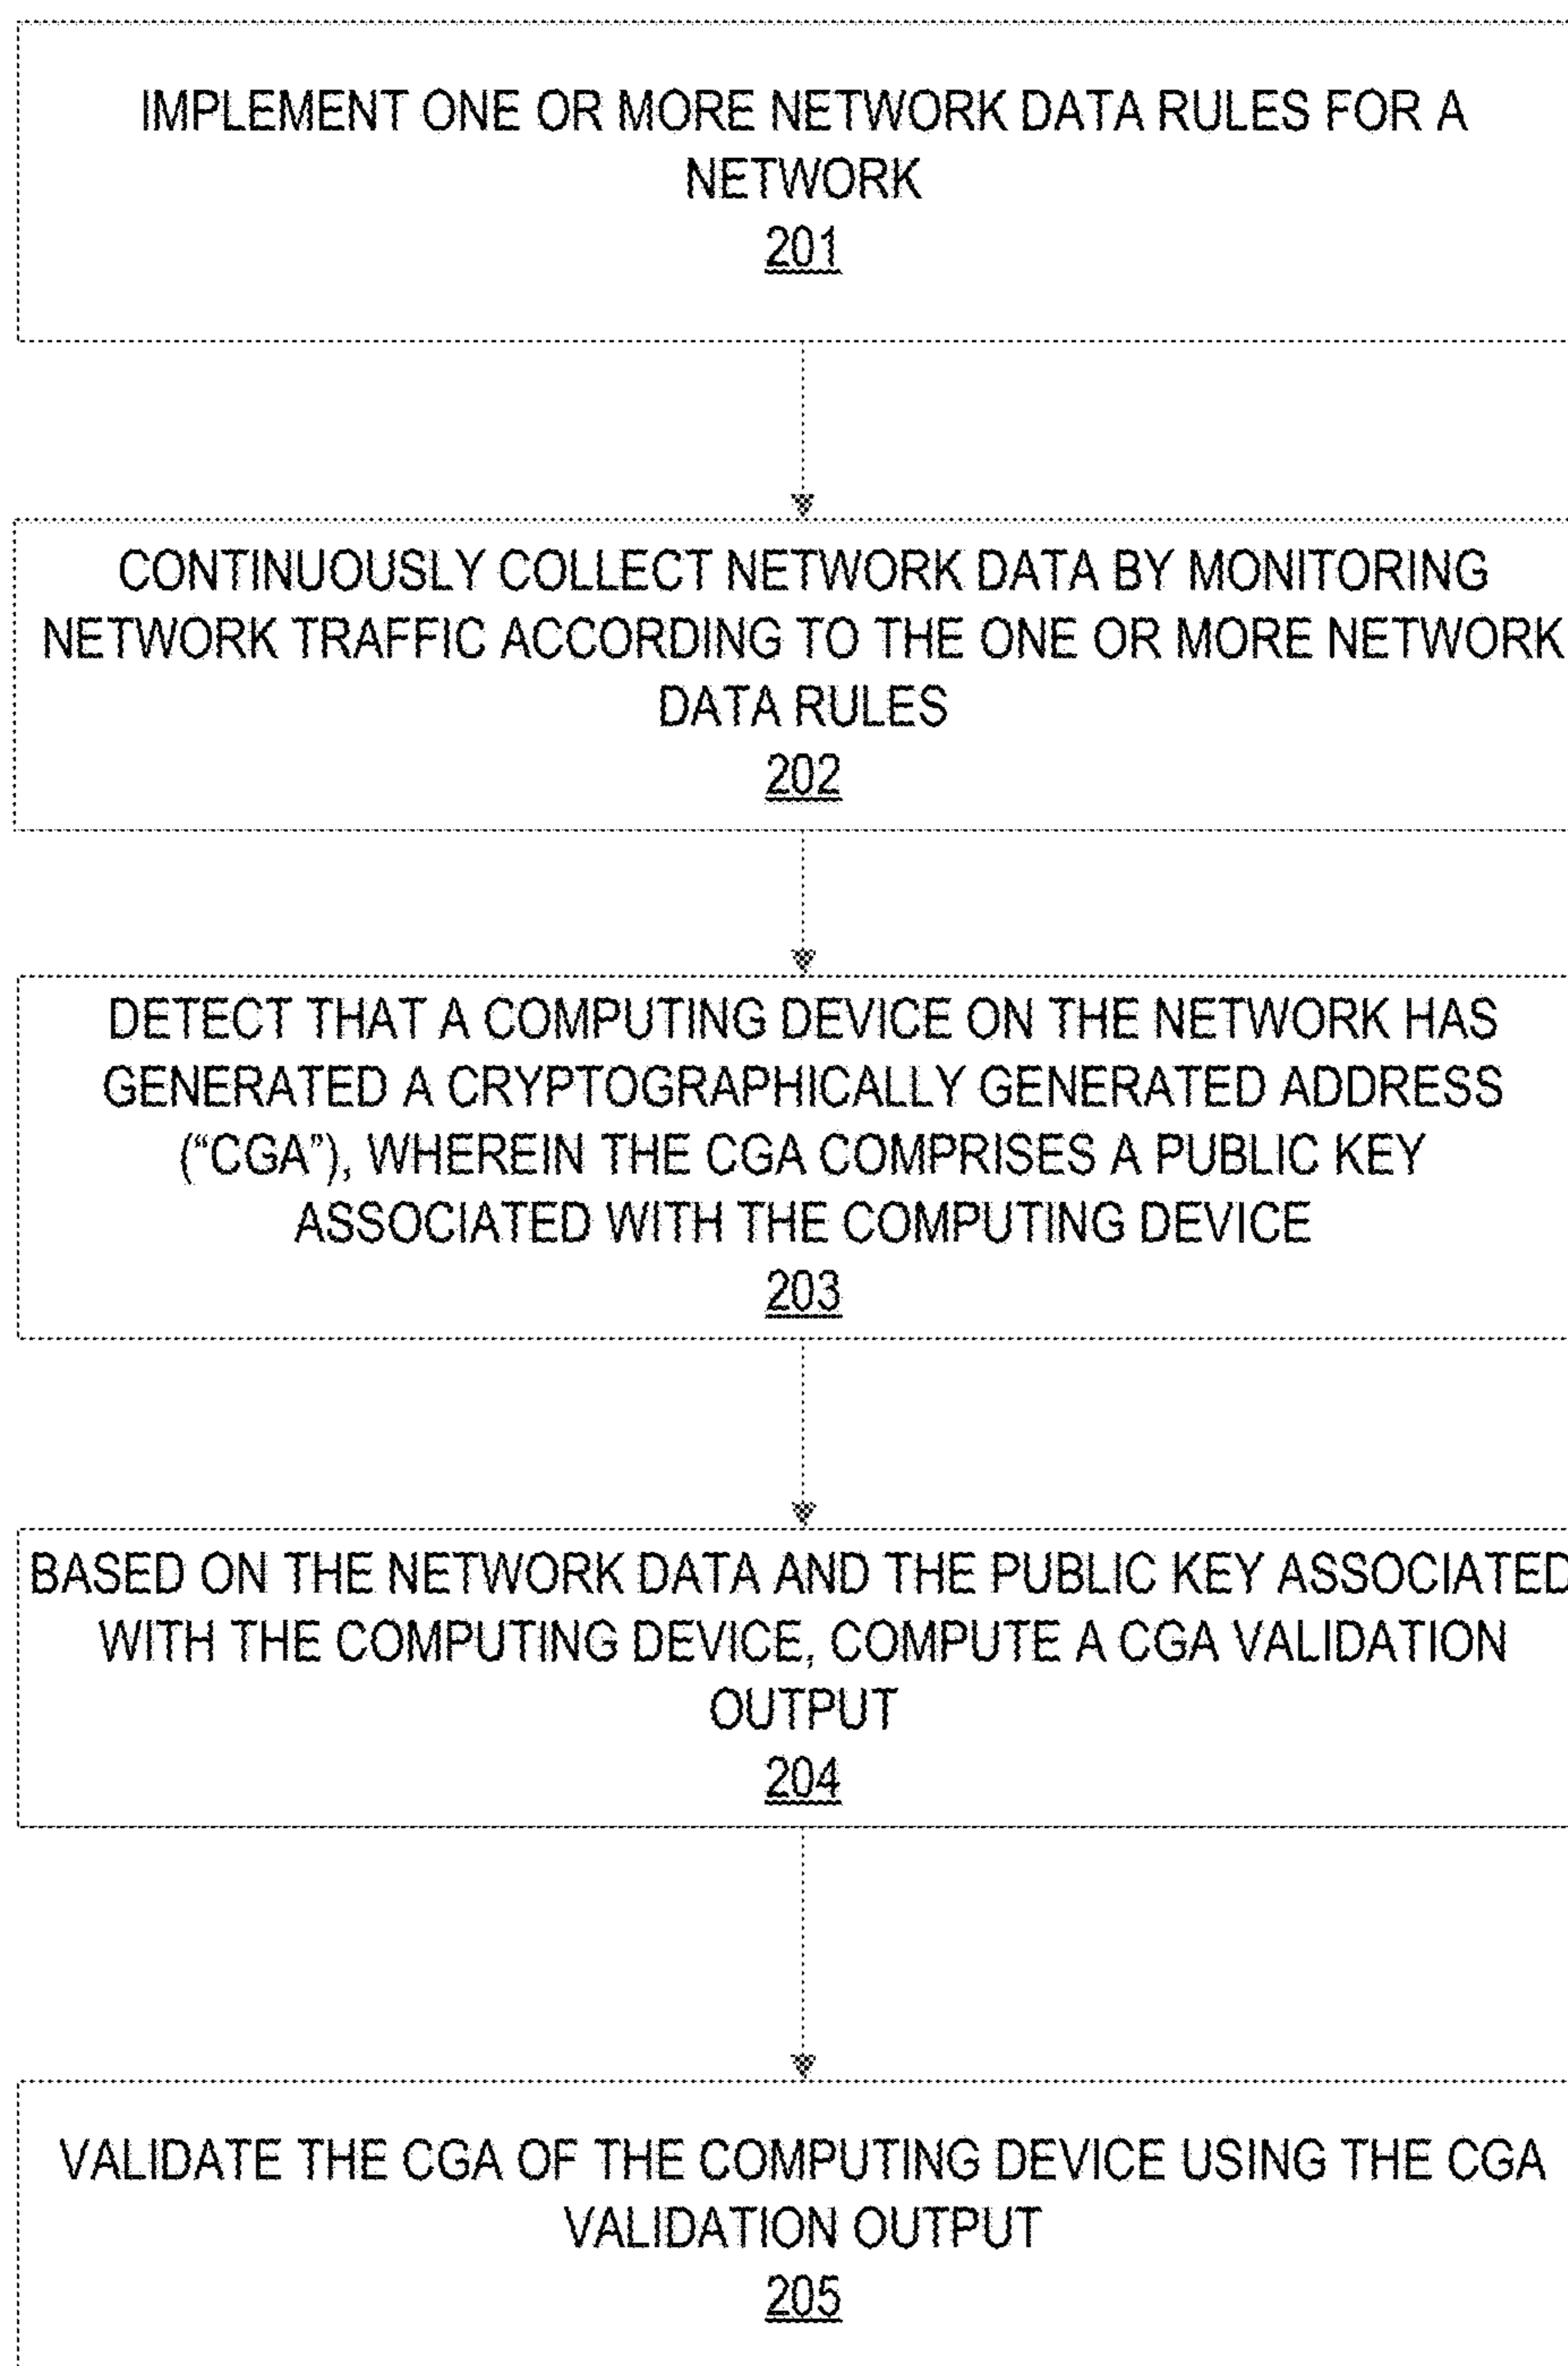 IMPLEMENT ONE OR MORE NETWORK DATA RULES FOR A
NETWORK
201
CONTINUOUSLY COLLECT NETWORK DATA BY MONITORING
NETWORK TRAFFIC ACCORDING TO THE ONE OR MORE NETWORK
DATA RULES
202
DETECT THAT A COMPUTING DEVICE ON THE NETWORK HAS
GENERATED A CRYPTOGRAPHICALLY GENERATED ADDRESS
(“CGA”), WHEREIN THE CGA COMPRISES A PUBLIC KEY
ASSOCIATED WITH THE COMPUTING DEVICE
203
BASED ON THE NETWORK DATA AND THE PUBLIC KEY ASSOCIATED
WITH THE COMPUTING DEVICE, COMPUTE A CGA VALIDATION
OUTPUT
204
VALIDATE THE CGA OF THE COMPUTING DEVICE USING THE CGA
VALIDATION OUTPUT
205